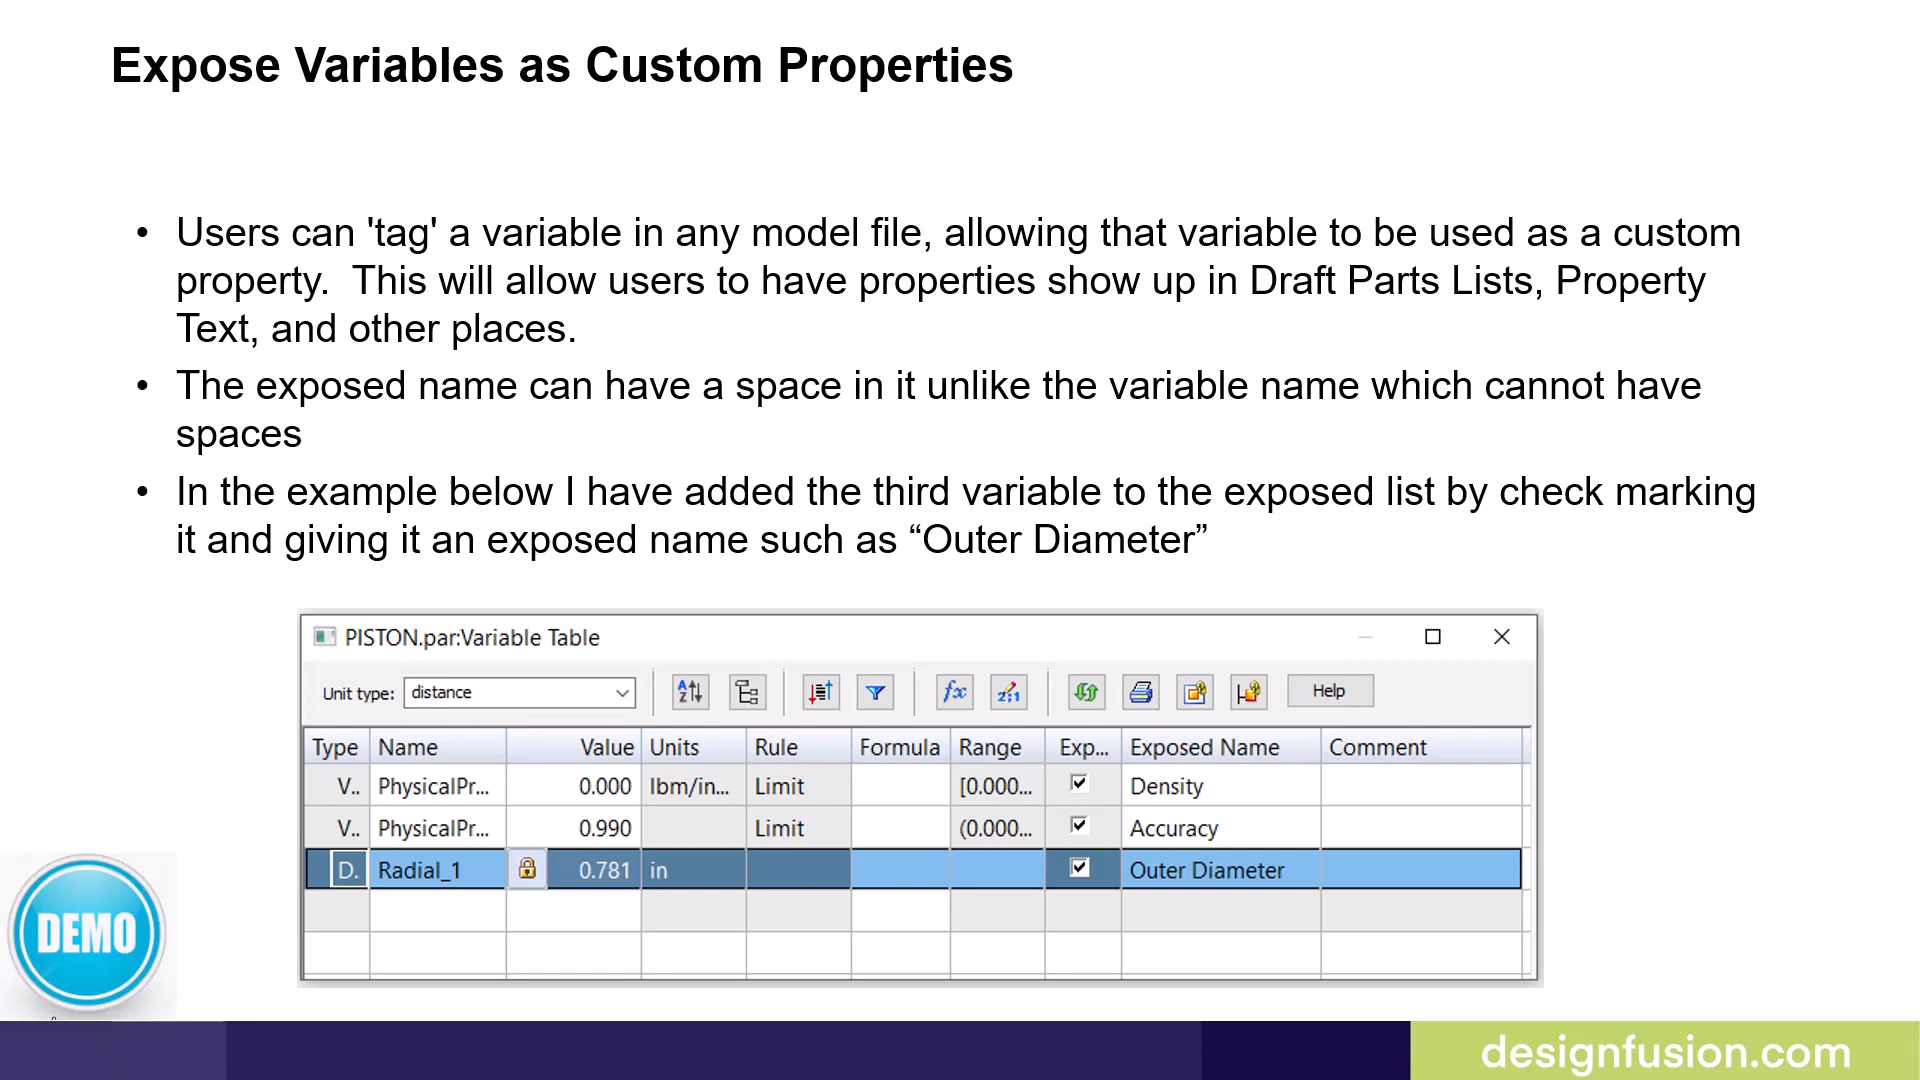 Expose Variables as Custom Properties
• Users can 'tag' a variable in any model file, allowing that variable to be used as a custom
property.  This will allow users to have properties show up in Draft Parts Lists, Property
Text, and other places.
• The exposed name can have a space in it unlike the variable name which cannot have
spaces
• In the example below I have added the third variable to the exposed list by check marking
it and giving it an exposed name such as “Outer Diameter”
PISTON.par:Variable Table
Unit type: distance Help
Type Name Value Units Rule Formula Range Exp... Exposed Name Comment
V.. PhysicalPr... 0.000 lbm/in... Limit [0.000... Density
V.. PhysicalPr... 0.990 Limit (0.000... Accuracy
D. Radial_1 0.781 in Outer Diameter
DEMO
designfusion.com